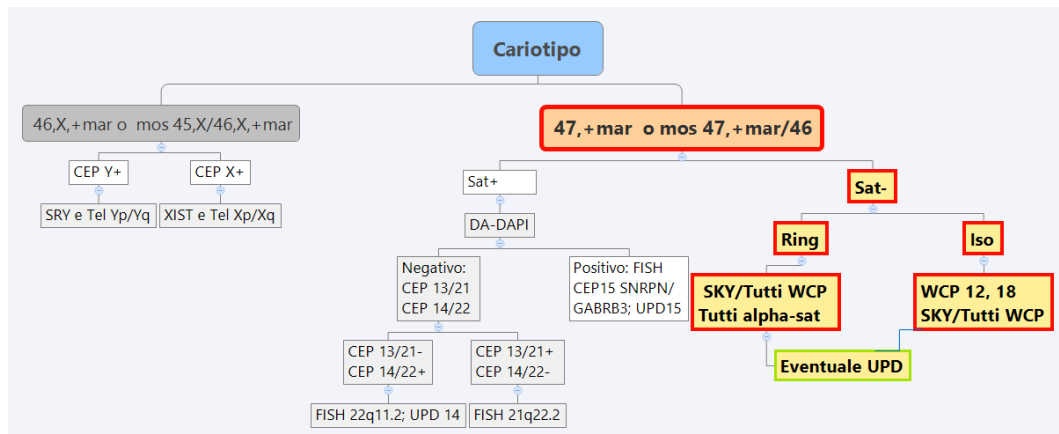 Cariotipo
46,X,+mar o mos 45,X/46,X,+mar
47,+mar o mos 47,+mar/46
CEP Y+
CEP X+
SRY e Tel Yp/Yq
XIST e Tel Xp/Xq
Sat+
Sat-
DA-DAPI
Negativo:
CEP 13/21
CEP 14/22
Positivo: FISH
CEP15 SNRPN/
GABRB3; UPD15
CEP 13/21-
CEP 14/22+
CEP 13/21+
CEP 14/22-
FISH 22q11.2; UPD 14
FISH 21q22.2
Ring
Iso
SKY/Tutti WCP
Tutti alpha-sat
WCP 12, 18
SKY/Tutti WCP
Eventuale UPD